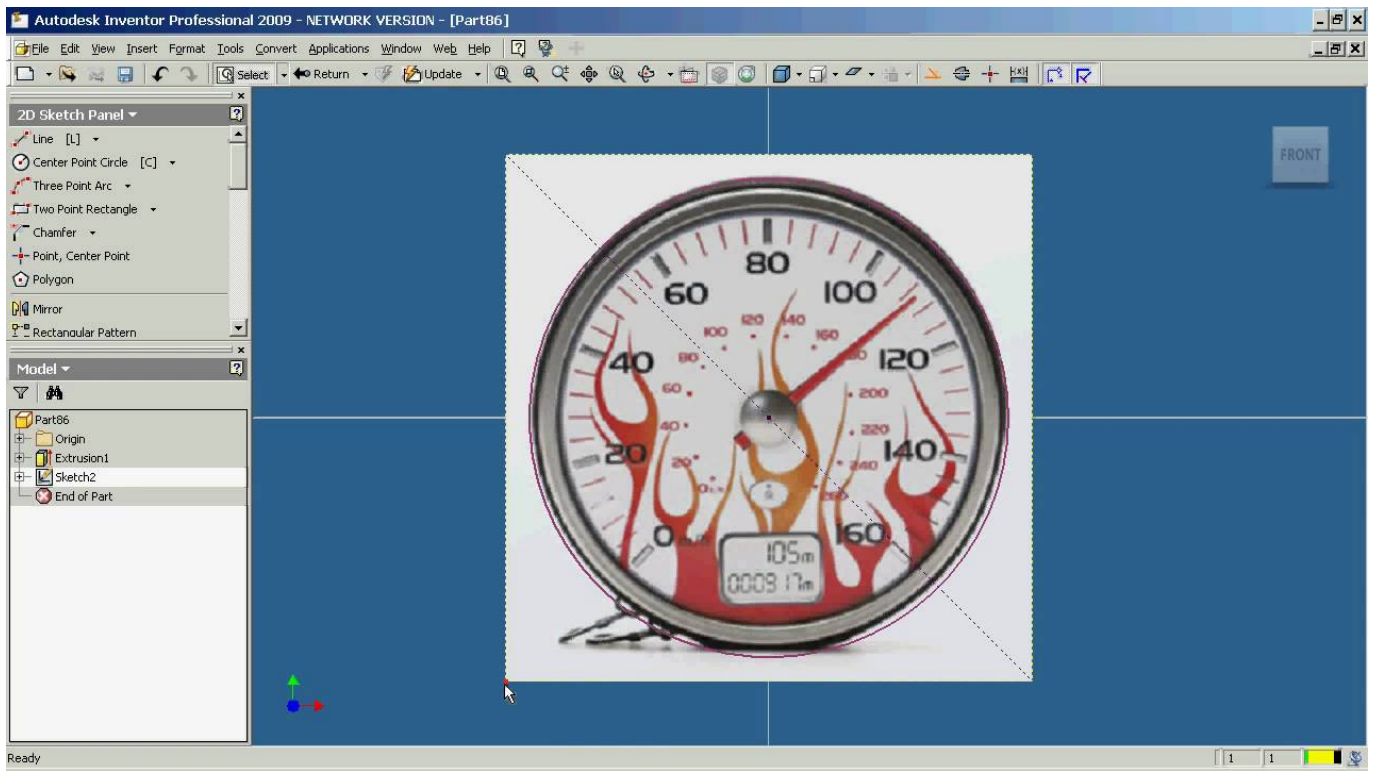 Autodesk Inventor Professional 2009 - NETWORK VERSION - [Part86]
File Edit View Insert Format Tools Convert Applications Window Web Help
Select Return Update
2D Sketch Panel
Line [L]
Center Point Circle [C]
Three Point Arc
Two Point Rectangle
Chamfer
Point, Center Point
Polygon
Mirror
Rectangular Pattern
Model
Part86
Origin
Extrusion1
Sketch2
End of Part
FRONT
80
60 100
120 140
100 160
40 80 120
60 200
40 220
20 20 240 140
0 160
105m
000917m
Ready 1 1